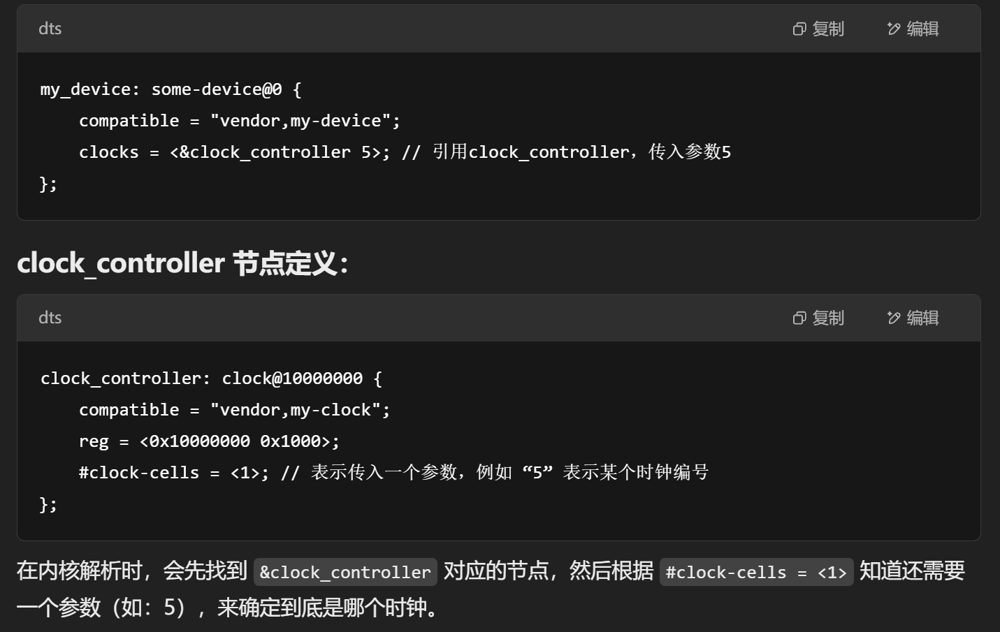 dts 复制 编辑
my_device: some-device@0 {
    compatible = "vendor,my-device";
    clocks = <&clock_controller 5>; // 引用clock_controller，传入参数5
};
clock_controller 节点定义：
dts 复制 编辑
clock_controller: clock@10000000 {
    compatible = "vendor,my-clock";
    reg = <0x10000000 0x1000>;
    #clock-cells = <1>; // 表示传入一个参数，例如 “5” 表示某个时钟编号
};
在内核解析时，会先找到 &clock_controller 对应的节点，然后根据 #clock-cells = <1> 知道还需要
一个参数（如：5），来确定到底是哪个时钟。